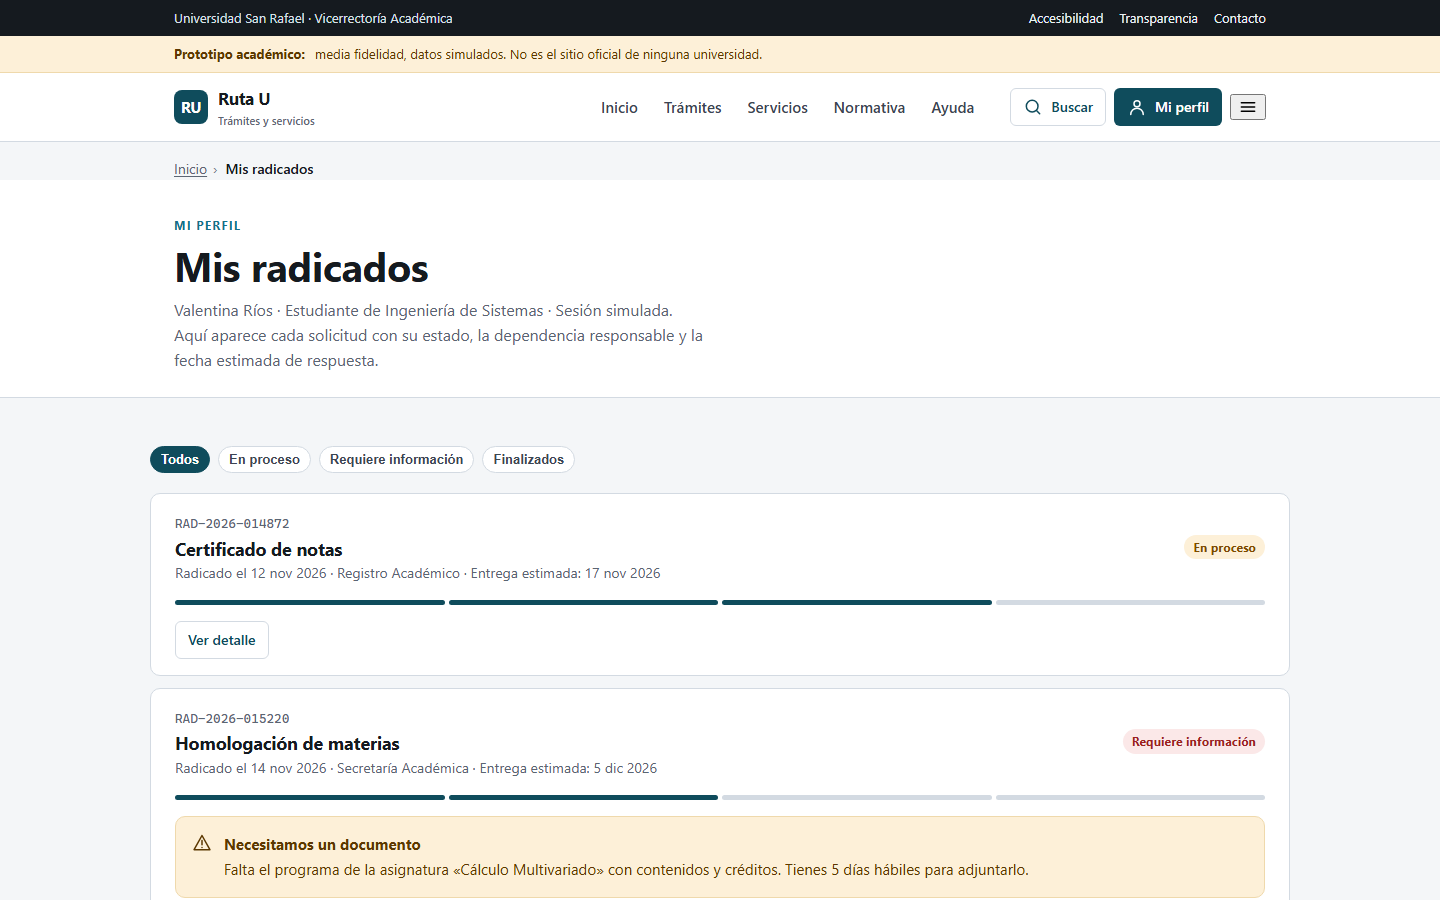 Universidad San Rafael · Vicerrectoría Académica
Accesibilidad Transparencia Contacto
Prototipo académico: media fidelidad, datos simulados. No es el sitio oficial de ninguna universidad.
RU
Ruta U
Trámites y servicios
Inicio Trámites Servicios Normativa Ayuda
Buscar
Mi perfil
Inicio › Mis radicados
MI PERFIL
Mis radicados
Valentina Ríos · Estudiante de Ingeniería de Sistemas · Sesión simulada.
Aquí aparece cada solicitud con su estado, la dependencia responsable y la
fecha estimada de respuesta.
Todos En proceso Requiere información Finalizados
RAD-2026-014872
Certificado de notas
En proceso
Radicado el 12 nov 2026 · Registro Académico · Entrega estimada: 17 nov 2026
Ver detalle
RAD-2026-015220
Homologación de materias
Requiere información
Radicado el 14 nov 2026 · Secretaría Académica · Entrega estimada: 5 dic 2026
Necesitamos un documento
Falta el programa de la asignatura «Cálculo Multivariado» con contenidos y créditos. Tienes 5 días hábiles para adjuntarlo.